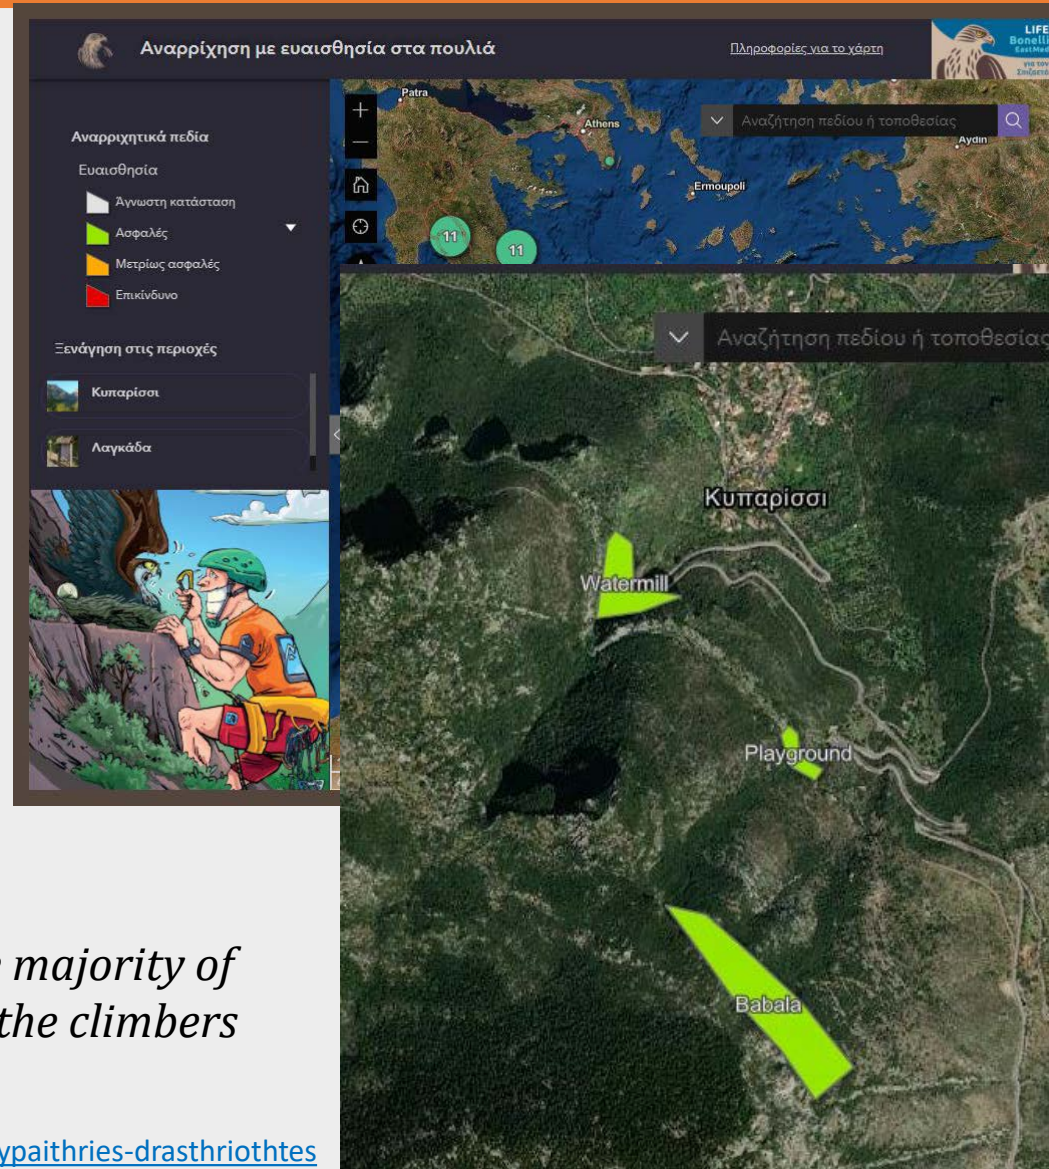 Αναρρίχηση με ευαισθησία στα πουλιά
Πληροφορίες για το χάρτη
LIFE
Bonelli
EastMed
για τον
Αναρριχητικά πεδία
Ευαισθησία
Άγνωστη κατάσταση
Ασφαλές
Μετρίως ασφαλές
Επικίνδυνο
Ξενάγηση στις περιοχές
Κυπαρίσσι
Λαγκάδα
Patra
Athens
Αναζήτηση πεδίου ή τοποθεσίας
Aydin
Ermoupoli
11
11
Αναζήτηση πεδίου ή τοποθεσίας
Κυπαρίσσι
Watermill
Playground
Babala
majority of
the climbers
ypaithries-drasthriothtes